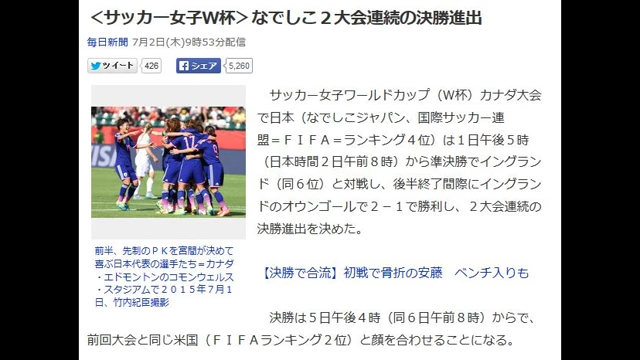 ＜サッカー女子Ｗ杯＞なでしこ２大会連続の決勝進出
毎日新聞 7月2日(木)9時53分配信
ツイート 426 シェア 5,260
サッカー女子ワールドカップ（Ｗ杯）カナダ大会
で日本（なでしこジャパン、国際サッカー連
盟＝ＦＩＦＡ＝ランキング４位）は１日午後５時
（日本時間２日午前８時）から準決勝でイングラン
ド（同６位）と対戦し、後半終了間際にイングラン
ドのオウンゴールで２－１で勝利し、２大会連続の
決勝進出を決めた。
前半、先制のＰＫを宮間が決めて
喜ぶ日本代表の選手たち＝カナダ
・エドモントンのコモンウェルス
・スタジアムで２０１５年７月１
日、竹内紀臣撮影
【決勝で合流】初戦で骨折の安藤　ベンチ入りも
決勝は５日午後４時（同６日午前８時）からで、
前回大会と同じ米国（ＦＩＦＡランキング２位）と顔を合わせることになる。